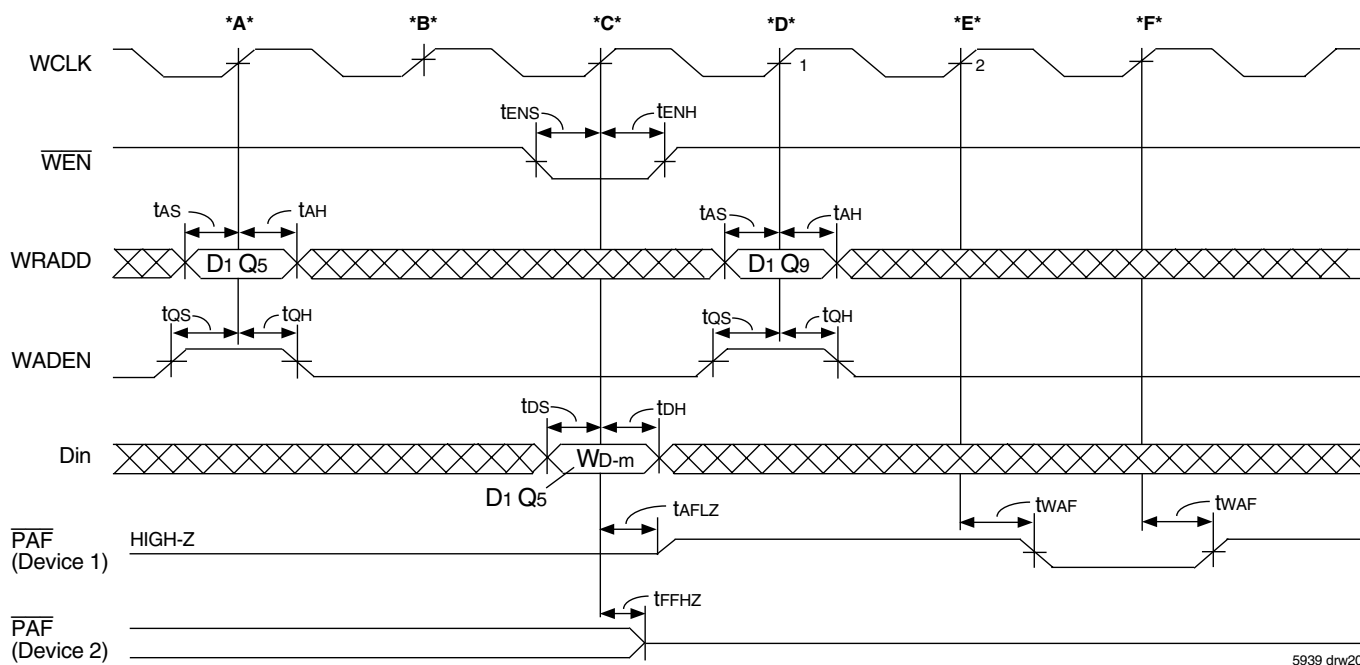 *A* *B* *C* *D* *E* *F*
WCLK
1 2
tENS tENH
WEN
tAS tAH tAS tAH
WRADD D1 Q5 D1 Q9
tQS tQH tQS tQH
WADEN
tDS tDH
Din WD-m
D1 Q5
tAFLZ tWAF tWAF
PAF HIGH-Z
(Device 1)
tFFHZ
PAF
(Device 2)
5939 drw20